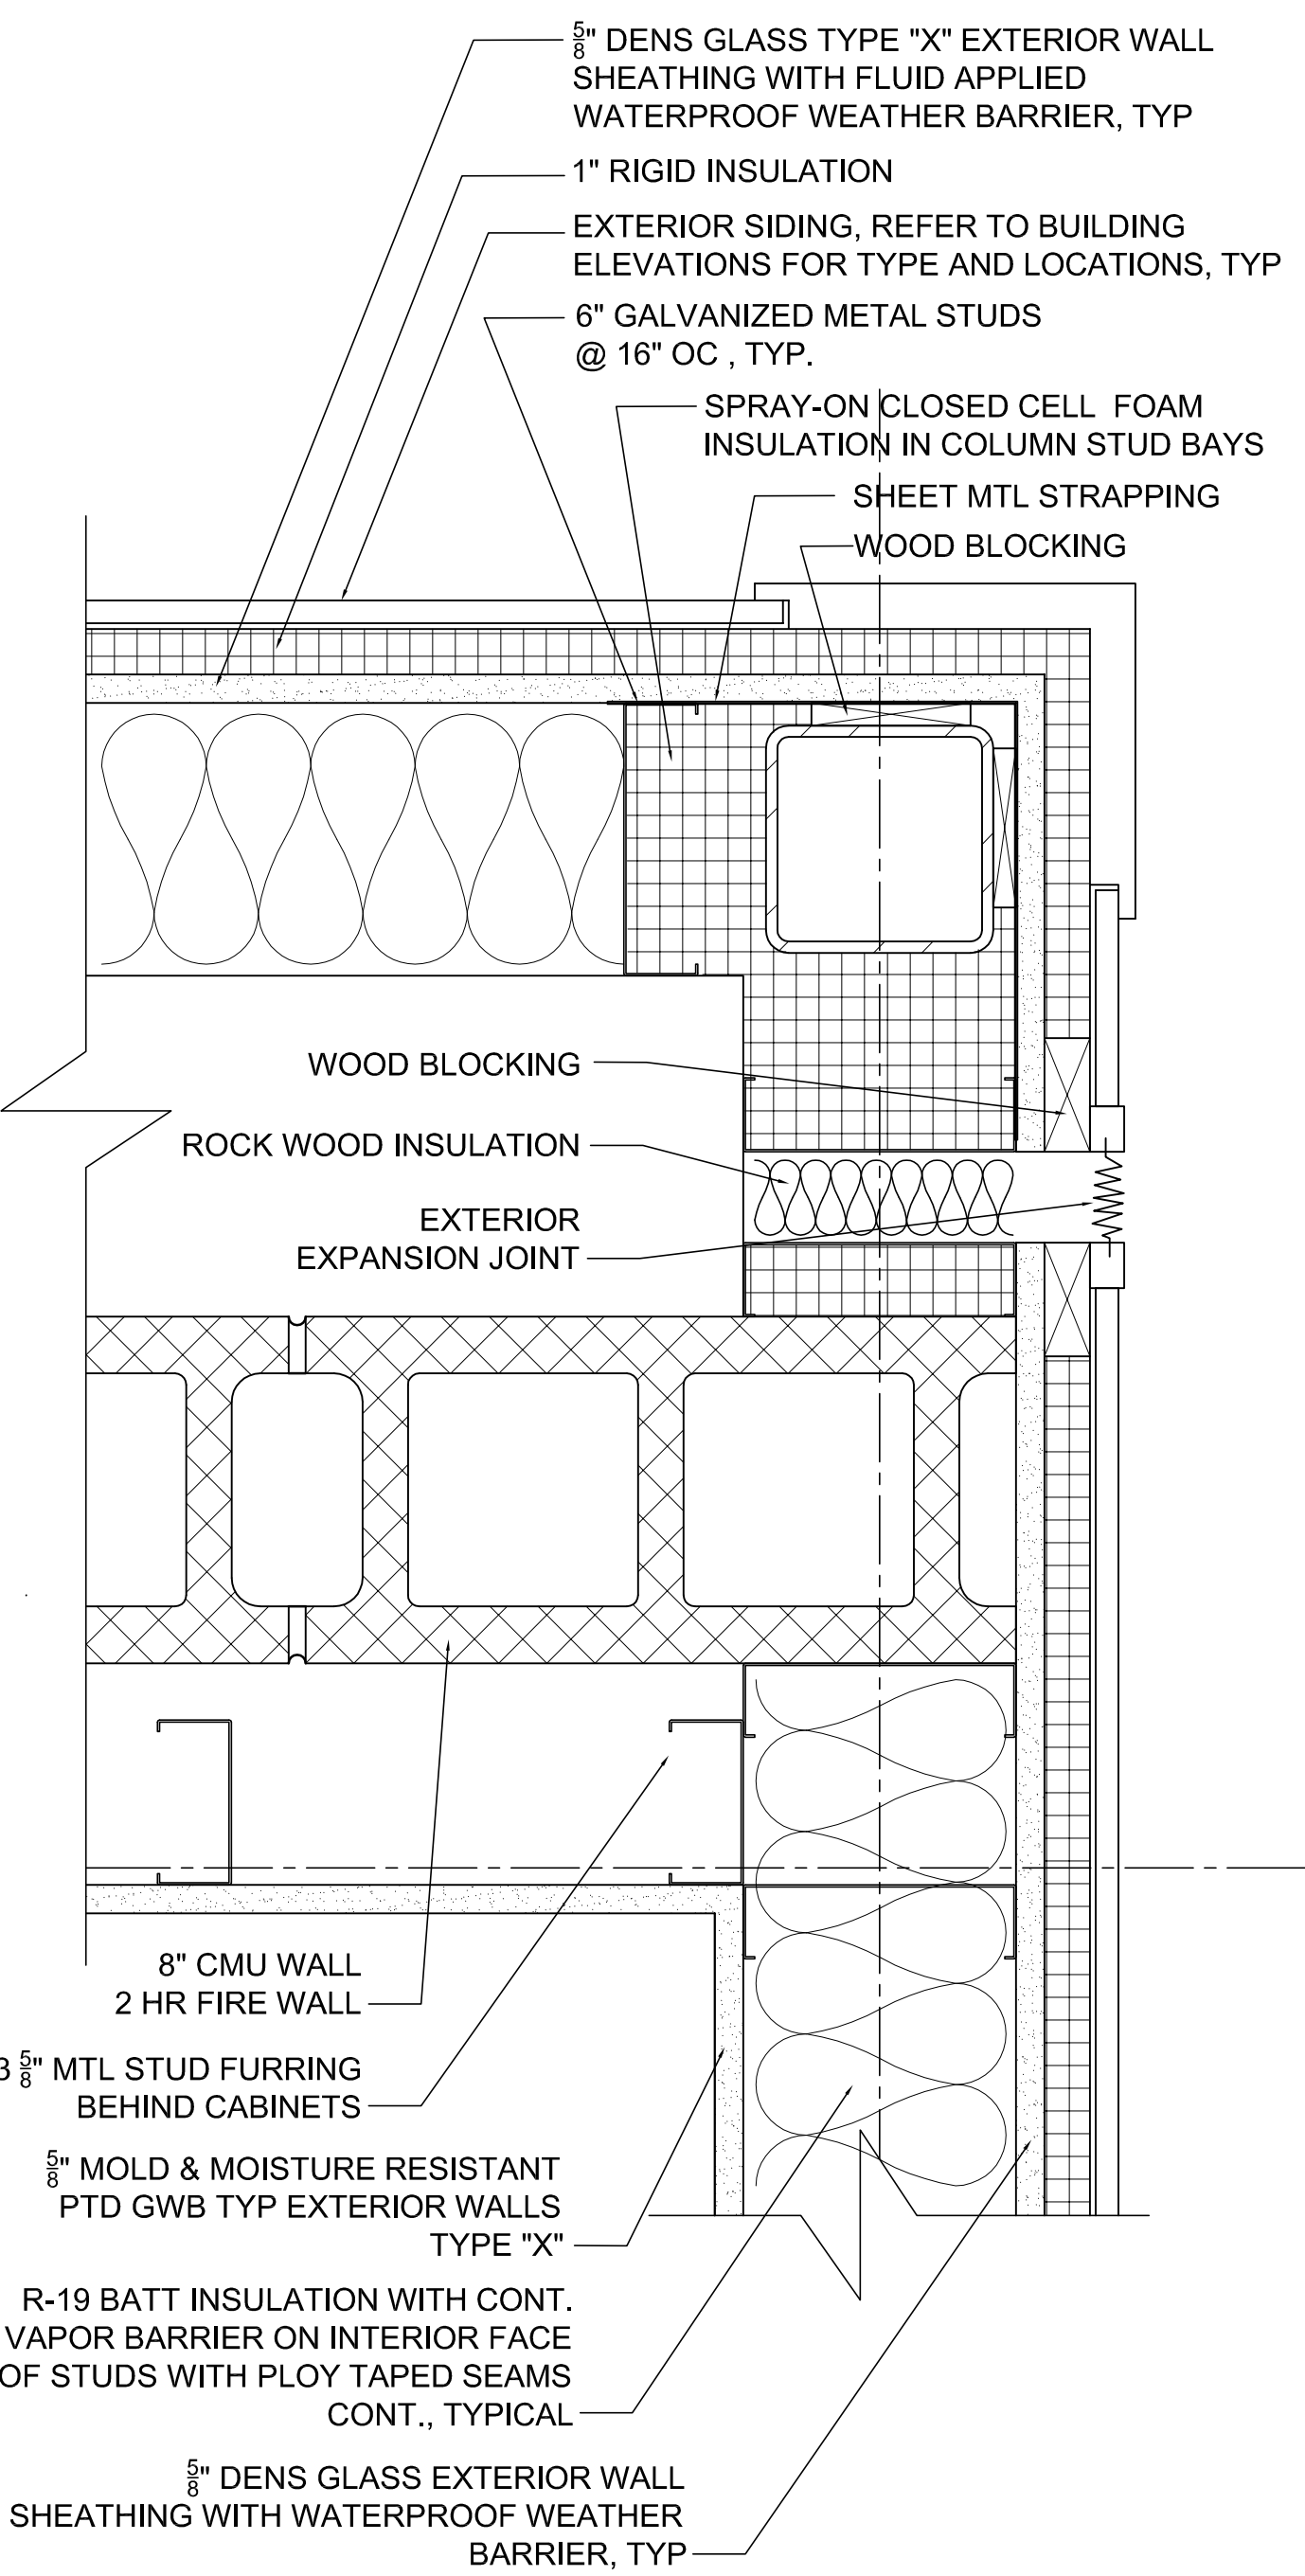 5/8" DENS GLASS TYPE "X" EXTERIOR WALL
SHEATHING WITH FLUID APPLIED
WATERPROOF WEATHER BARRIER, TYP
1" RIGID INSULATION
EXTERIOR SIDING, REFER TO BUILDING
ELEVATIONS FOR TYPE AND LOCATIONS, TYP
6" GALVANIZED METAL STUDS
@ 16" OC , TYP.
SPRAY-ON CLOSED CELL FOAM
INSULATION IN COLUMN STUD BAYS
SHEET MTL STRAPPING
WOOD BLOCKING
WOOD BLOCKING
ROCK WOOD INSULATION
EXTERIOR
EXPANSION JOINT
8" CMU WALL
2 HR FIRE WALL
3 5/8" MTL STUD FURRING
BEHIND CABINETS
5/8" MOLD & MOISTURE RESISTANT
PTD GWB TYP EXTERIOR WALLS
TYPE "X"
R-19 BATT INSULATION WITH CONT.
VAPOR BARRIER ON INTERIOR FACE
OF STUDS WITH PLOY TAPED SEAMS
CONT., TYPICAL
5/8" DENS GLASS EXTERIOR WALL
SHEATHING WITH WATERPROOF WEATHER
BARRIER, TYP